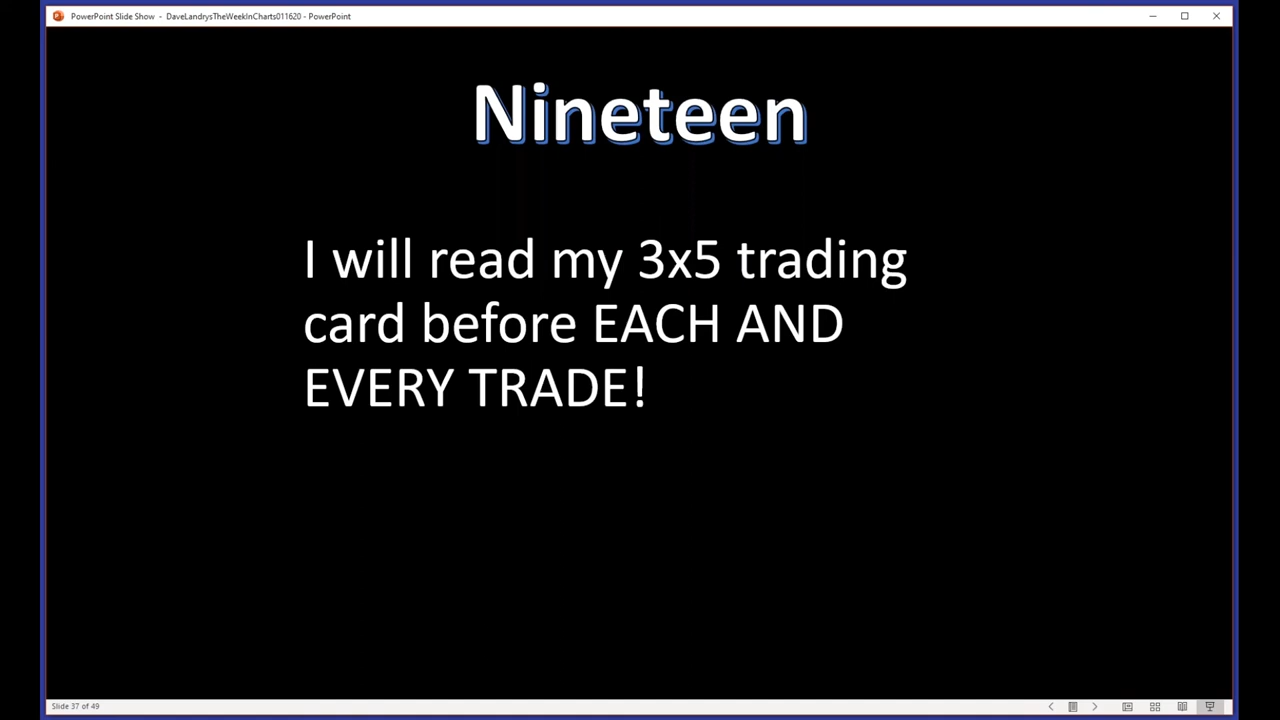 PowerPoint Slide Show - DaveLandrysTheWeekInCharts011620 - PowerPoint
Nineteen
I will read my 3x5 trading
card before EACH AND
EVERY TRADE!
Slide 37 of 49